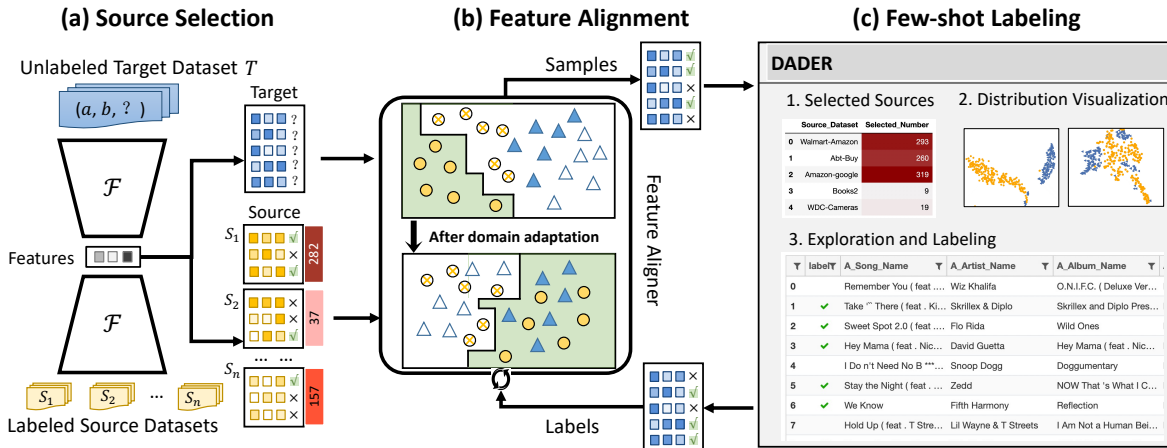 (a) Source Selection
Unlabeled Target Dataset T
(a, b, ? )
F
Features
F
S1 S2 ... Sn
Labeled Source Datasets
Target
?
?
?
?
?
Source
S1
√
×
√
282
S2
×
×
√
37
... ...
Sn
√
×
×
157
(b) Feature Alignment
Samples
√
√
×
√
×
After domain adaptation
Feature Aligner
Labels
×
√
×
√
√
(c) Few-shot Labeling
DADER
1. Selected Sources
Source_Dataset Selected_Number
0 Walmart-Amazon 293
1 Abt-Buy 260
2 Amazon-google 319
3 Books2 9
4 WDC-Cameras 19
2. Distribution Visualization
3. Exploration and Labeling
label A_Song_Name A_Artist_Name A_Album_Name
0 Remember You ( feat .... Wiz Khalifa O.N.I.F.C. ( Deluxe Ver...
1 ✓ Take '˜ There ( feat . Ki... Skrillex & Diplo Skrillex and Diplo Pres...
2 ✓ Sweet Spot 2.0 ( feat .... Flo Rida Wild Ones
3 ✓ Hey Mama ( feat . Nic... David Guetta Hey Mama ( feat . Nic...
4 I Do n't Need No B ***... Snoop Dogg Doggumentary
5 ✓ Stay the Night ( feat . ... Zedd NOW That 's What I C...
6 ✓ We Know Fifth Harmony Reflection
7 Hold Up ( feat . T Stre... Lil Wayne & T Streets I Am Not a Human Bei...